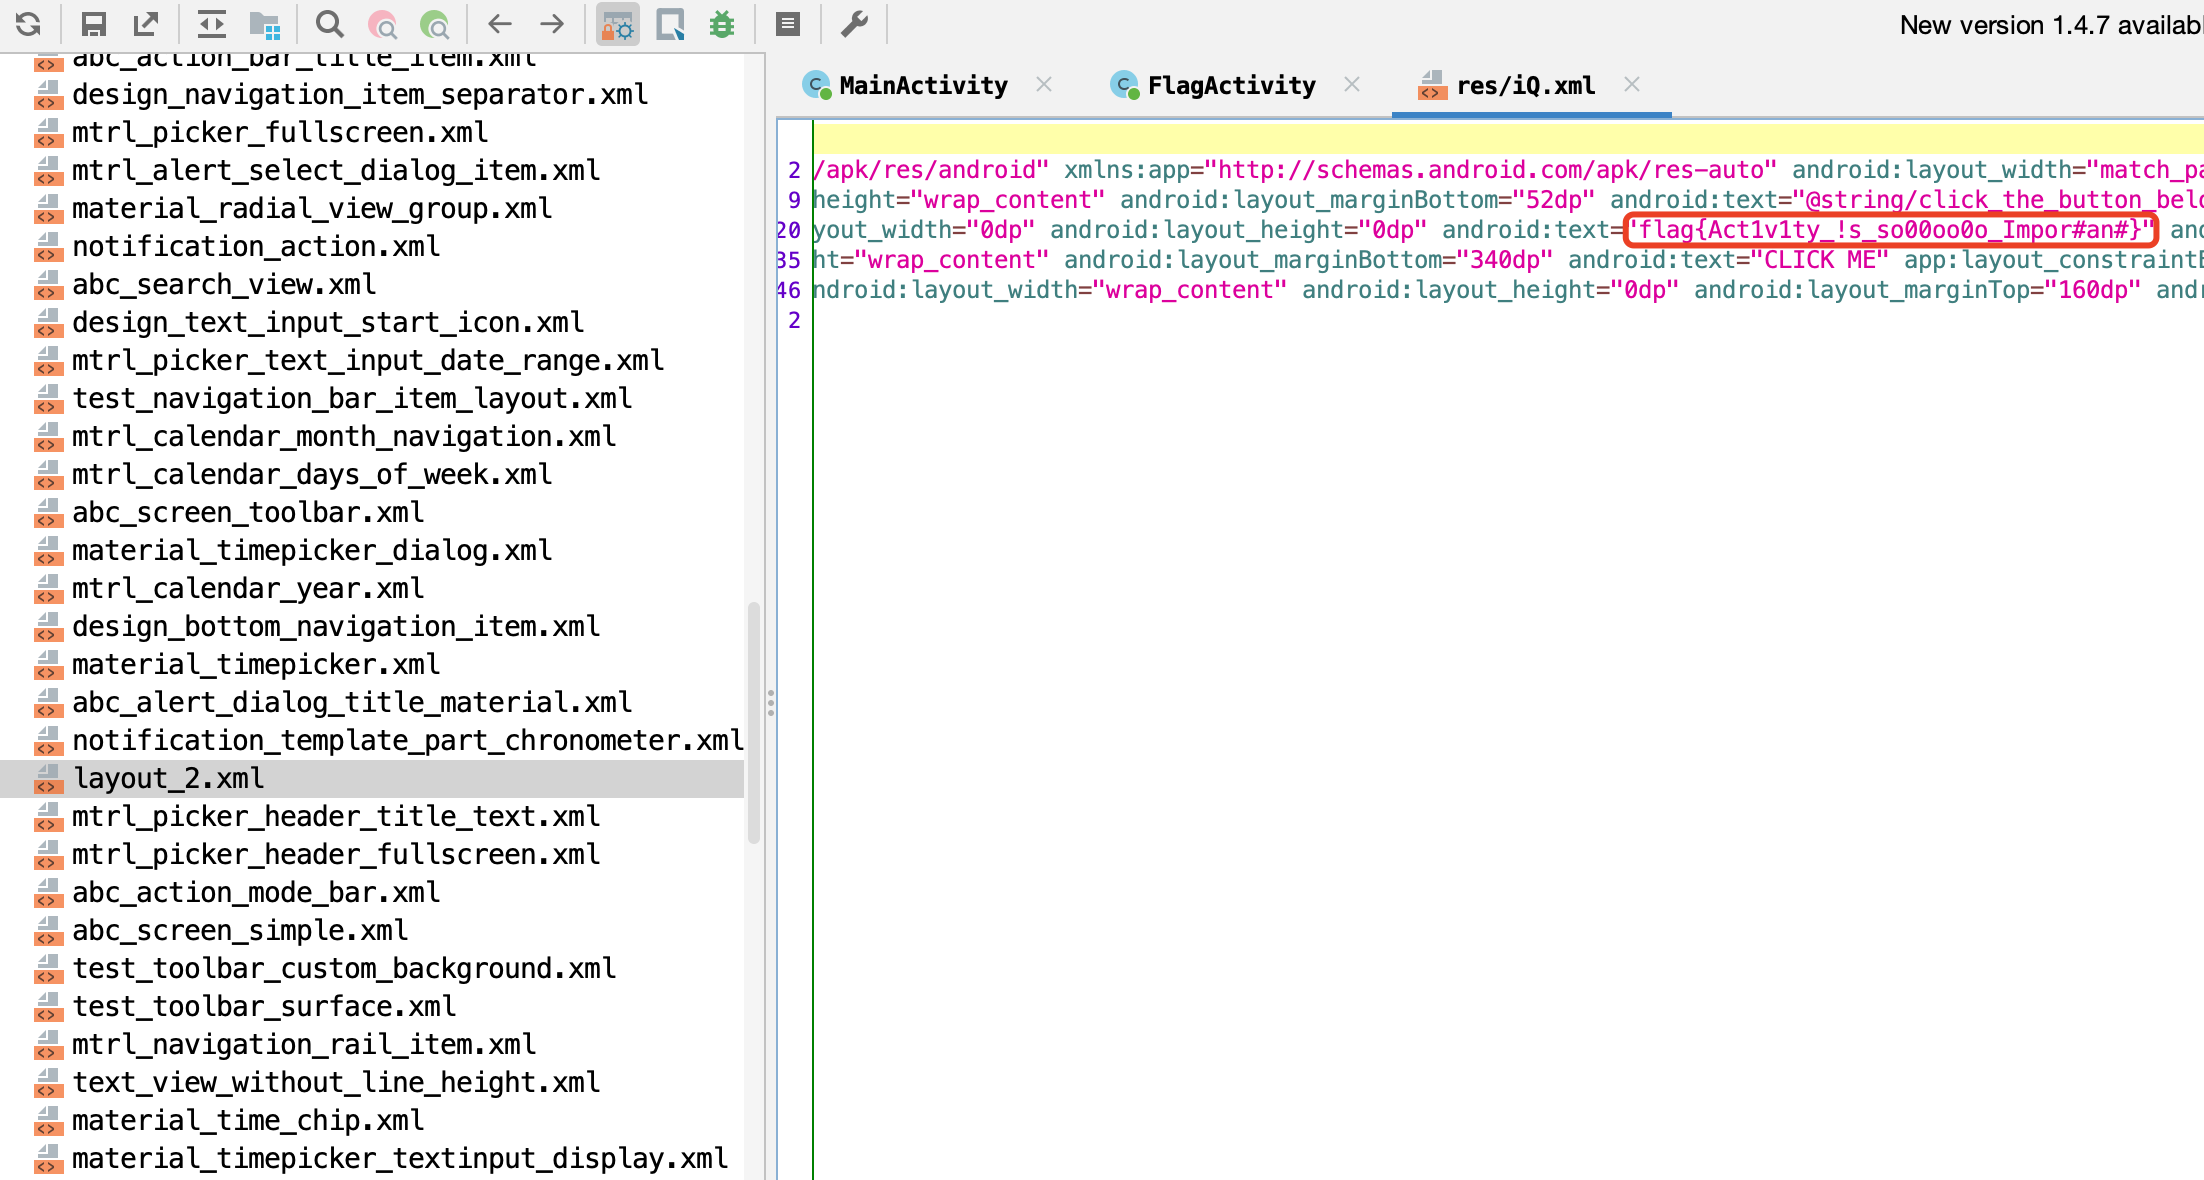 New version 1.4.7 availab
abc_action_bar_title_item.xml
design_navigation_item_separator.xml
mtrl_picker_fullscreen.xml
mtrl_alert_select_dialog_item.xml
material_radial_view_group.xml
notification_action.xml
abc_search_view.xml
design_text_input_start_icon.xml
mtrl_picker_text_input_date_range.xml
test_navigation_bar_item_layout.xml
mtrl_calendar_month_navigation.xml
mtrl_calendar_days_of_week.xml
abc_screen_toolbar.xml
material_timepicker_dialog.xml
mtrl_calendar_year.xml
design_bottom_navigation_item.xml
material_timepicker.xml
abc_alert_dialog_title_material.xml
notification_template_part_chronometer.xml
layout_2.xml
mtrl_picker_header_title_text.xml
mtrl_picker_header_fullscreen.xml
abc_action_mode_bar.xml
abc_screen_simple.xml
test_toolbar_custom_background.xml
test_toolbar_surface.xml
mtrl_navigation_rail_item.xml
text_view_without_line_height.xml
material_time_chip.xml
material_timepicker_textinput_display.xml
MainActivity
FlagActivity
res/iQ.xml
2 /apk/res/android" xmlns:app="http://schemas.android.com/apk/res-auto" android:layout_width="match_pa
9 height="wrap_content" android:layout_marginBottom="52dp" android:text="@string/click_the_button_belo
20 yout_width="0dp" android:layout_height="0dp" android:text="flag{Act1v1ty_!s_so00oo0o_Impor#an#}" and
35 ht="wrap_content" android:layout_marginBottom="340dp" android:text="CLICK ME" app:layout_constraintB
46 ndroid:layout_width="wrap_content" android:layout_height="0dp" android:layout_marginTop="160dp" andr
2